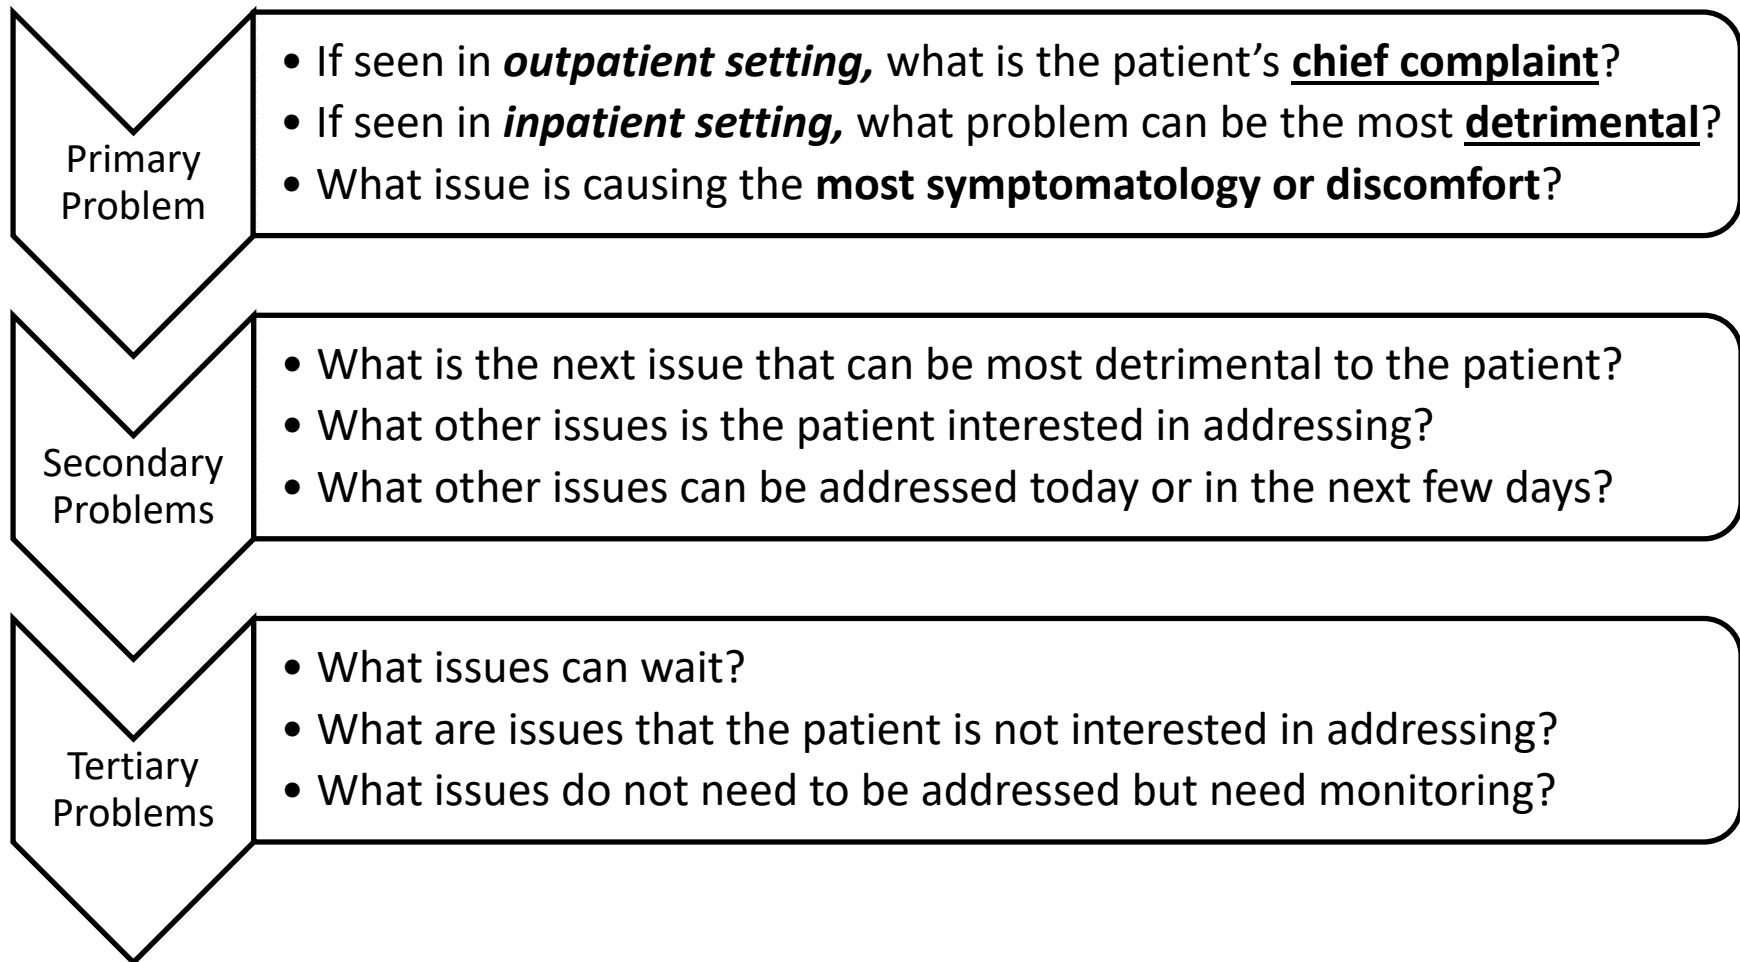 Primary
Problem
• If seen in outpatient setting, what is the patient’s chief complaint?
• If seen in inpatient setting, what problem can be the most detrimental?
• What issue is causing the most symptomatology or discomfort?
Secondary
Problems
• What is the next issue that can be most detrimental to the patient?
• What other issues is the patient interested in addressing?
• What other issues can be addressed today or in the next few days?
Tertiary
Problems
• What issues can wait?
• What are issues that the patient is not interested in addressing?
• What issues do not need to be addressed but need monitoring?